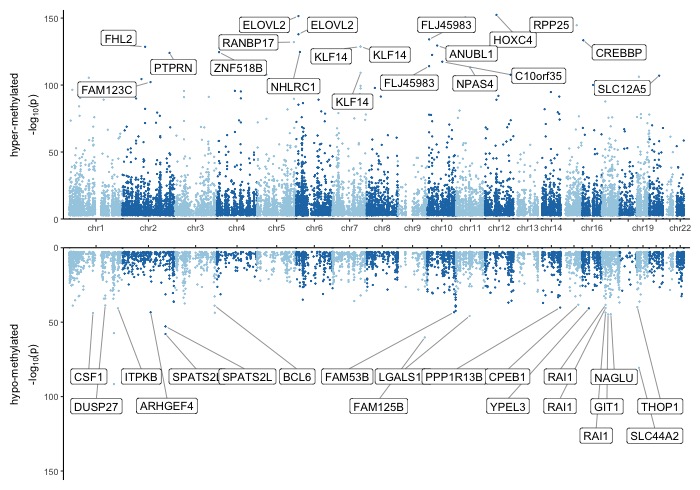 150
100
50
0
hyper-methylated
-log10(p)
ELOVL2
ELOVL2
FLJ45983
RPP25
FHL2
RANBP17
HOXC4
KLF14
KLF14
ANUBL1
CREBBP
PTPRN
ZNF518B
C10orf35
FAM123C
NHLRC1
FLJ45983
NPAS4
SLC12A5
KLF14
chr1
chr2
chr3
chr4
chr5
chr6
chr7
chr8
chr9
chr10
chr11
chr12
chr13
chr14
chr16
chr19
chr22
0
50
100
150
hypo-methylated
-log10(p)
CSF1
ITPKB
SPATS2L
SPATS2L
BCL6
FAM53B
LGALS1
PPP1R13B
CPEB1
RAI1
NAGLU
DUSP27
ARHGEF4
FAM125B
YPEL3
RAI1
GIT1
THOP1
RAI1
SLC44A2